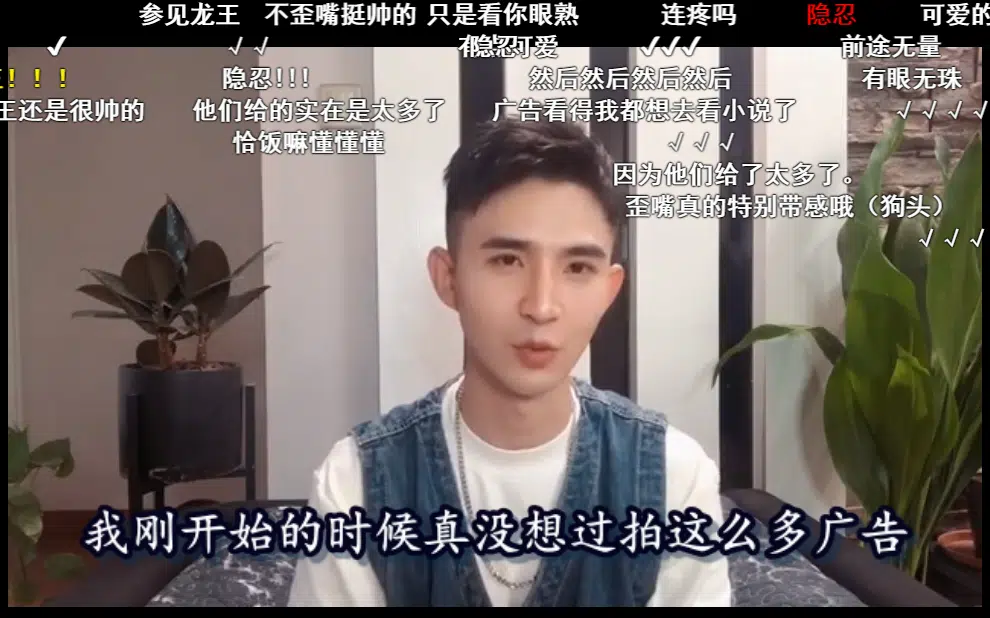 参见龙王 不歪嘴挺帅的 只是看你眼熟 连疼吗 隐忍 可爱的
✓ √ √ 隐忍 可爱 ✓✓✓ 前途无量
！！！ 隐忍!!! 然后然后然后然后 有眼无珠
王还是很帅的 他们给的实在是太多了 广告看得我都想去看小说了 √ √ √ √
恰饭嘛懂懂懂 √ √ √
因为他们给了太多了。
歪嘴真的特别带感哦（狗头）
√ √ √
我刚开始的时候真没想过拍这么多广告